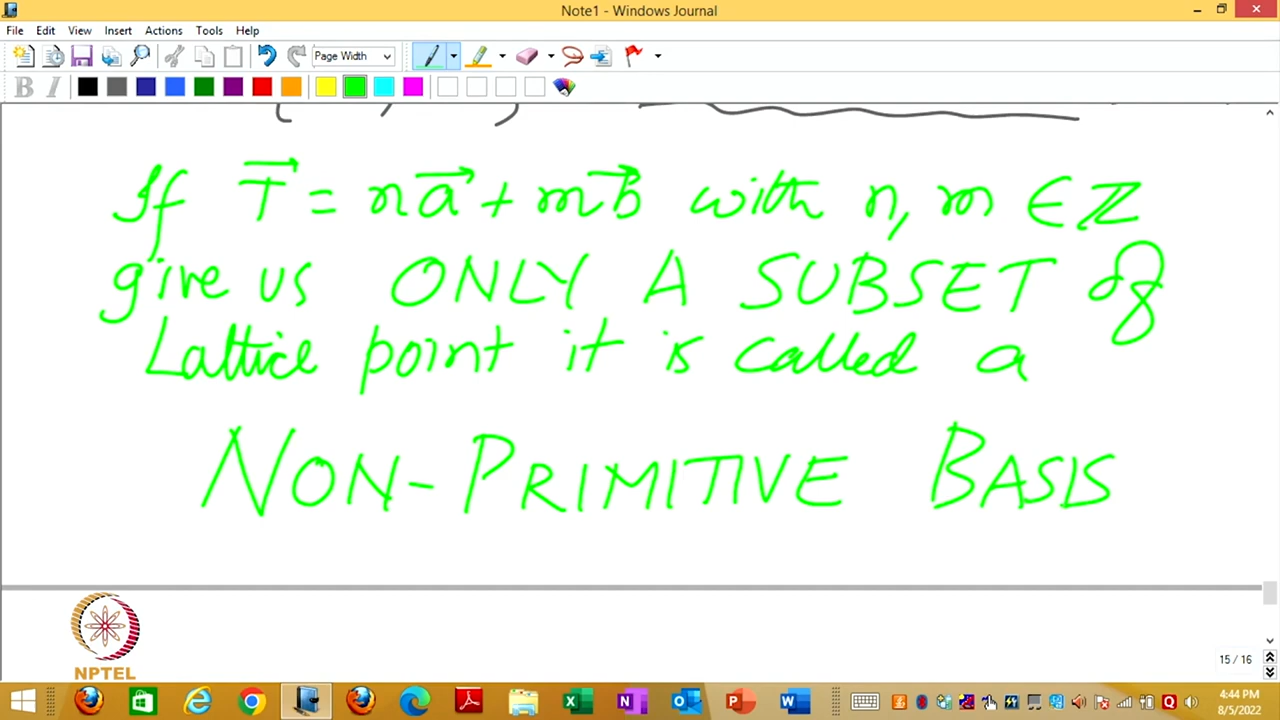 Note1 - Windows Journal
File Edit View Insert Actions Tools Help
Page Width
B I
If T⃗ = na⃗ + mb⃗ with n, m ∈ ℤ
give us ONLY A SUBSET of
Lattice point it is called a
NON-PRIMITIVE BASIS
NPTEL
15 / 16
4:44 PM
8/5/2022